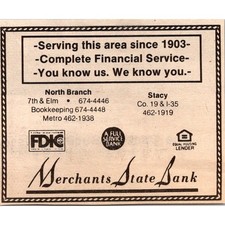 -Serving this area since 1903-
-Complete Financial Service-
-You know us. We know you.-
North Branch
7th & Elm • 674-4446
Bookkeeping 674-4448
Metro 462-1938
Stacy
Co. 19 & I-35
462-1919
FDIC
A FULL
SERVICE
BANK
EQUAL HOUSING
LENDER
Merchants State Bank